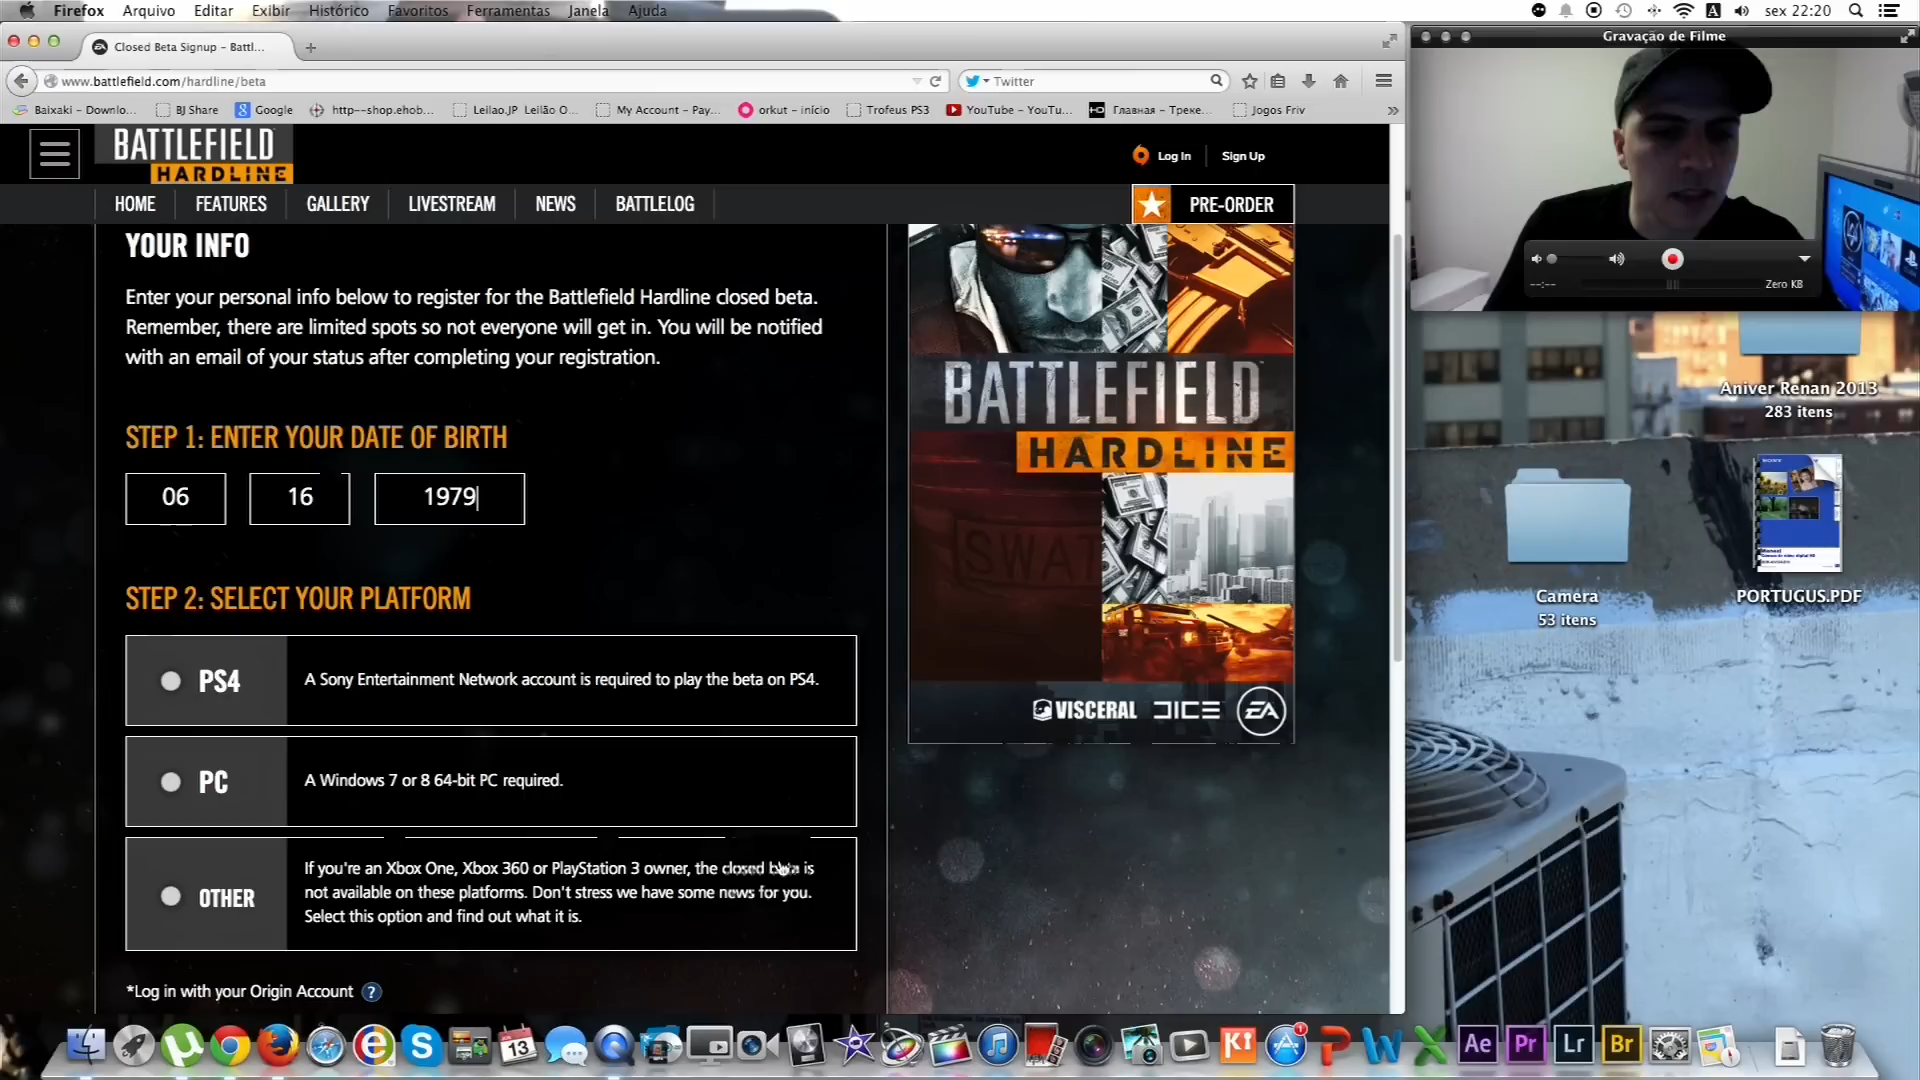 Firefox Arquivo Editar Exibir Histórico Favoritos Ferramentas Janela Ajuda
sex 22:20
Closed Beta Signup - Battl...
www.battlefield.com/hardline/beta
Twitter
Baixaki - Downlo...
BJ Share
Google
http--shop.ehob...
Leilao.JP Leilão O...
My Account - Pay...
orkut - início
Trofeus PS3
YouTube - YouTu...
Главная - Треке...
Jogos Friv
BATTLEFIELD
HARDLINE
Log In
Sign Up
HOME
FEATURES
GALLERY
LIVESTREAM
NEWS
BATTLELOG
PRE-ORDER
YOUR INFO
Enter your personal info below to register for the Battlefield Hardline closed beta.
Remember, there are limited spots so not everyone will get in. You will be notified
with an email of your status after completing your registration.
STEP 1: ENTER YOUR DATE OF BIRTH
06
16
1979
STEP 2: SELECT YOUR PLATFORM
PS4
A Sony Entertainment Network account is required to play the beta on PS4.
PC
A Windows 7 or 8 64-bit PC required.
OTHER
If you're an Xbox One, Xbox 360 or PlayStation 3 owner, the closed beta is
not available on these platforms. Don't stress we have some news for you.
Select this option and find out what it is.
*Log in with your Origin Account ?
BATTLEFIELD
HARDLINE
SWAT
VISCERAL
DICE
EA
Gravação de Filme
--:--
Zero KB
Aniver Renan 2013
283 itens
Camera
53 itens
PORTUGUS.PDF
13
1
Ae
Pr
Lr
Br